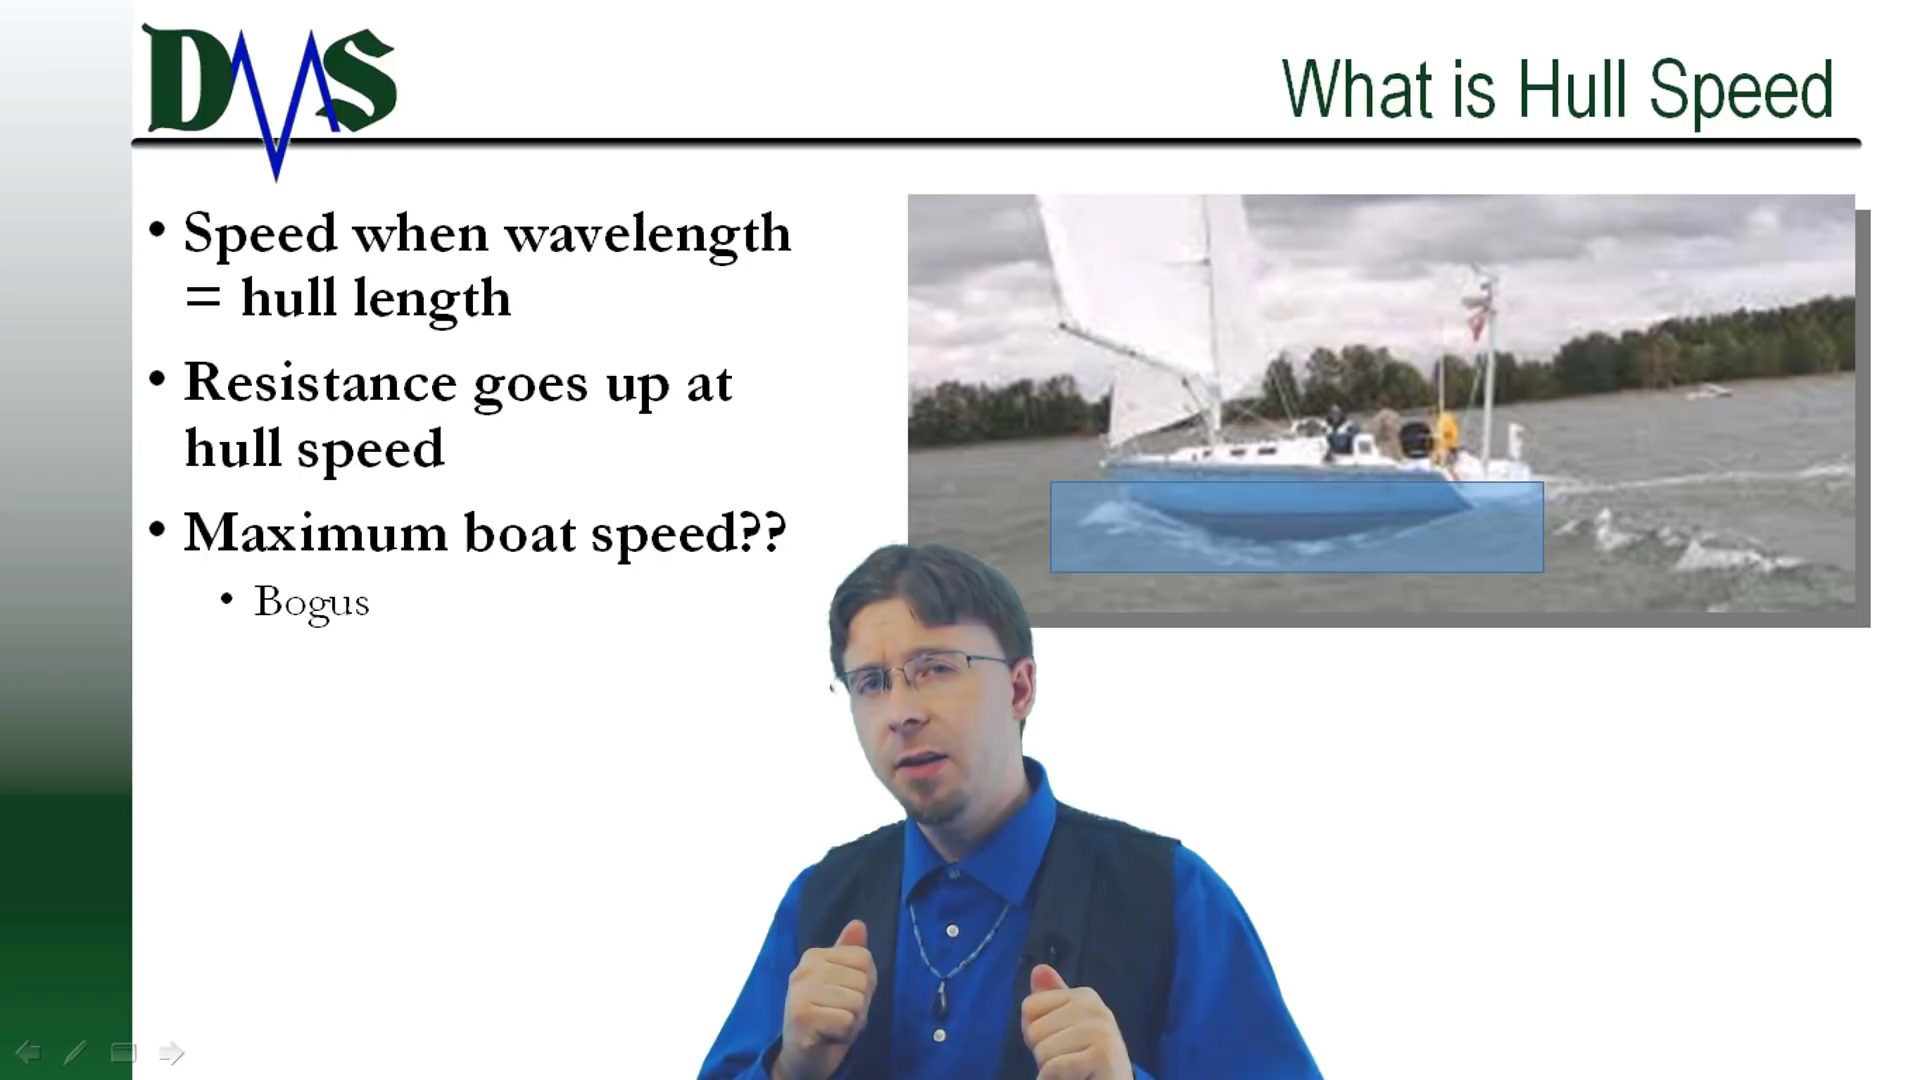 DMS
What is Hull Speed
• Speed when wavelength
= hull length
• Resistance goes up at
hull speed
• Maximum boat speed??
• Bogus